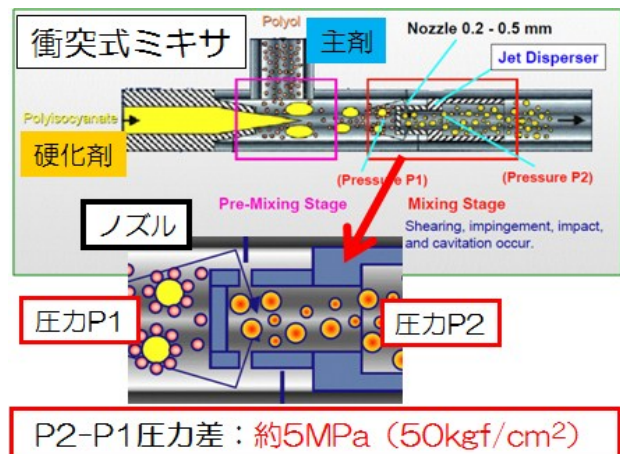 衝突式ミキサ
Polyol
主剤
Nozzle 0.2 - 0.5 mm
Jet Disperser
Polyisocyanate
硬化剤
(Pressure P1)
(Pressure P2)
Pre-Mixing Stage
Mixing Stage
Shearing, impingement, impact,
and cavitation occur.
ノズル
圧力P1
圧力P2
P2-P1圧力差：約5MPa（50kgf/cm²）